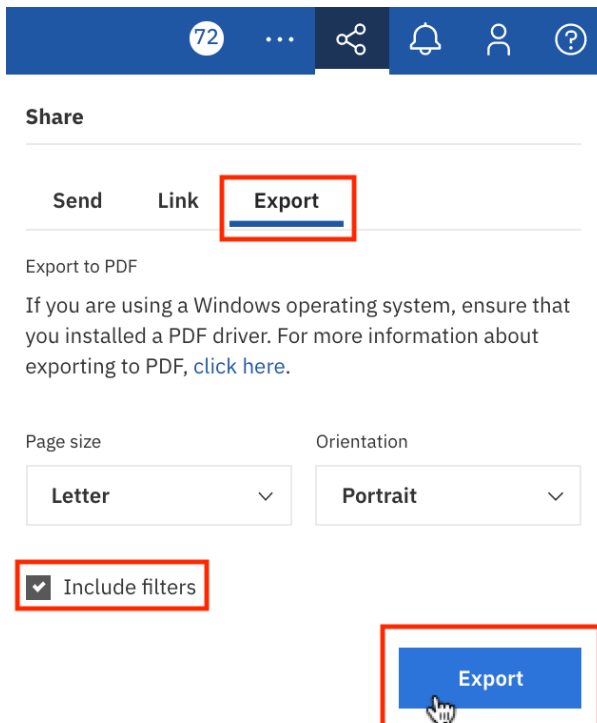 72
Share
Send Link Export
Export to PDF
If you are using a Windows operating system, ensure that
you installed a PDF driver. For more information about
exporting to PDF, click here.
Page size Orientation
Letter Portrait
Include filters
Export